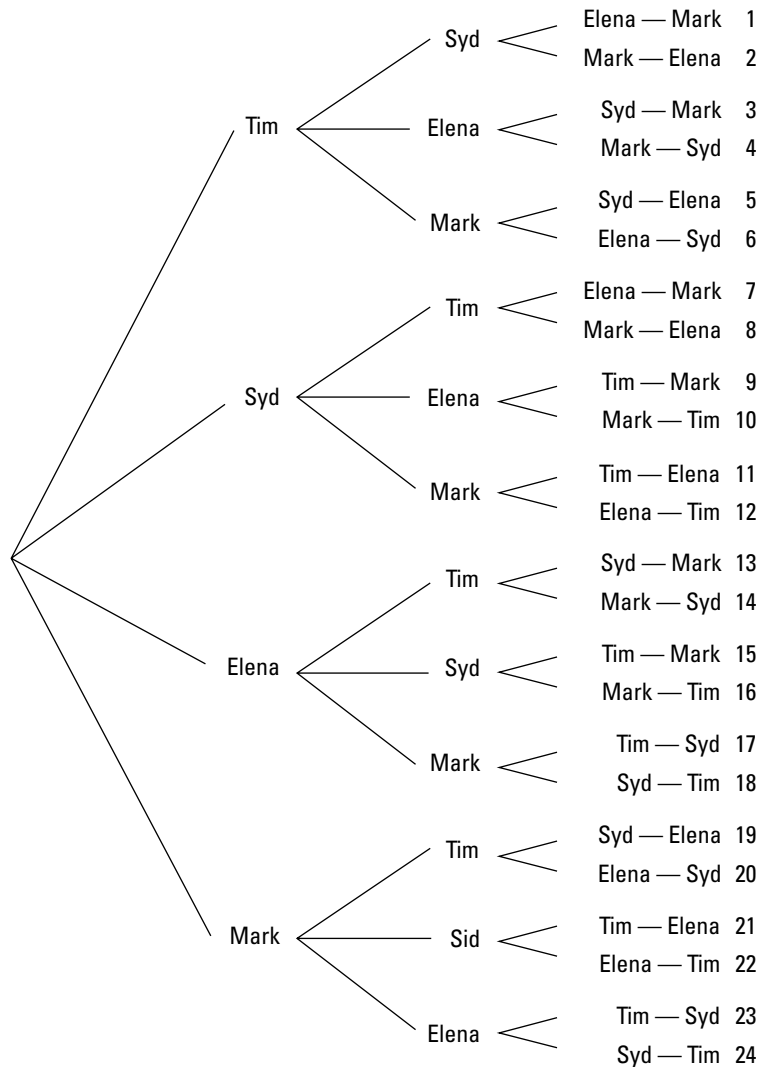 Elena — Mark 1
Syd
Mark — Elena 2
Syd — Mark 3
Tim
Elena
Mark — Syd 4
Syd — Elena 5
Mark
Elena — Syd 6
Elena — Mark 7
Tim
Mark — Elena 8
Tim — Mark 9
Syd
Elena
Mark — Tim 10
Tim — Elena 11
Mark
Elena — Tim 12
Syd — Mark 13
Tim
Mark — Syd 14
Tim — Mark 15
Elena
Syd
Mark — Tim 16
Tim — Syd 17
Mark
Syd — Tim 18
Syd — Elena 19
Tim
Elena — Syd 20
Tim — Elena 21
Mark
Sid
Elena — Tim 22
Tim — Syd 23
Elena
Syd — Tim 24